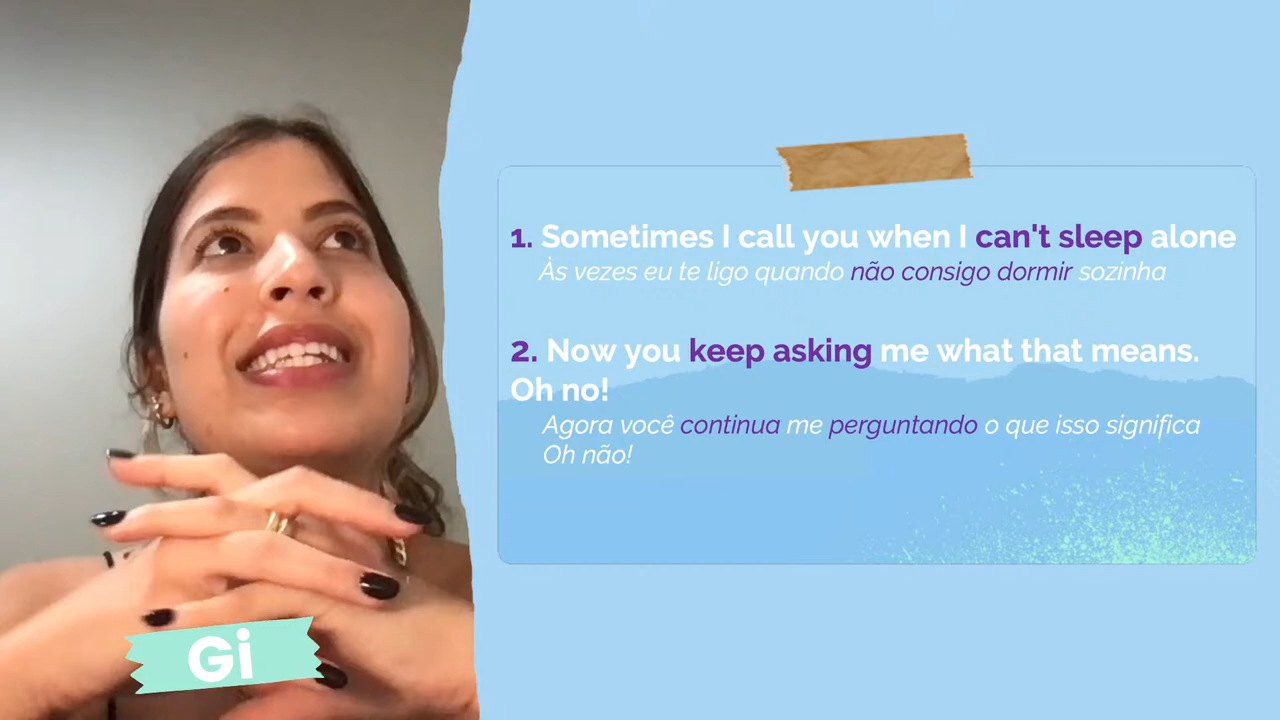 1. Sometimes I call you when I can't sleep alone
Às vezes eu te ligo quando não consigo dormir sozinha
2. Now you keep asking me what that means.
Oh no!
Agora você continua me perguntando o que isso significa
Oh não!
Gi